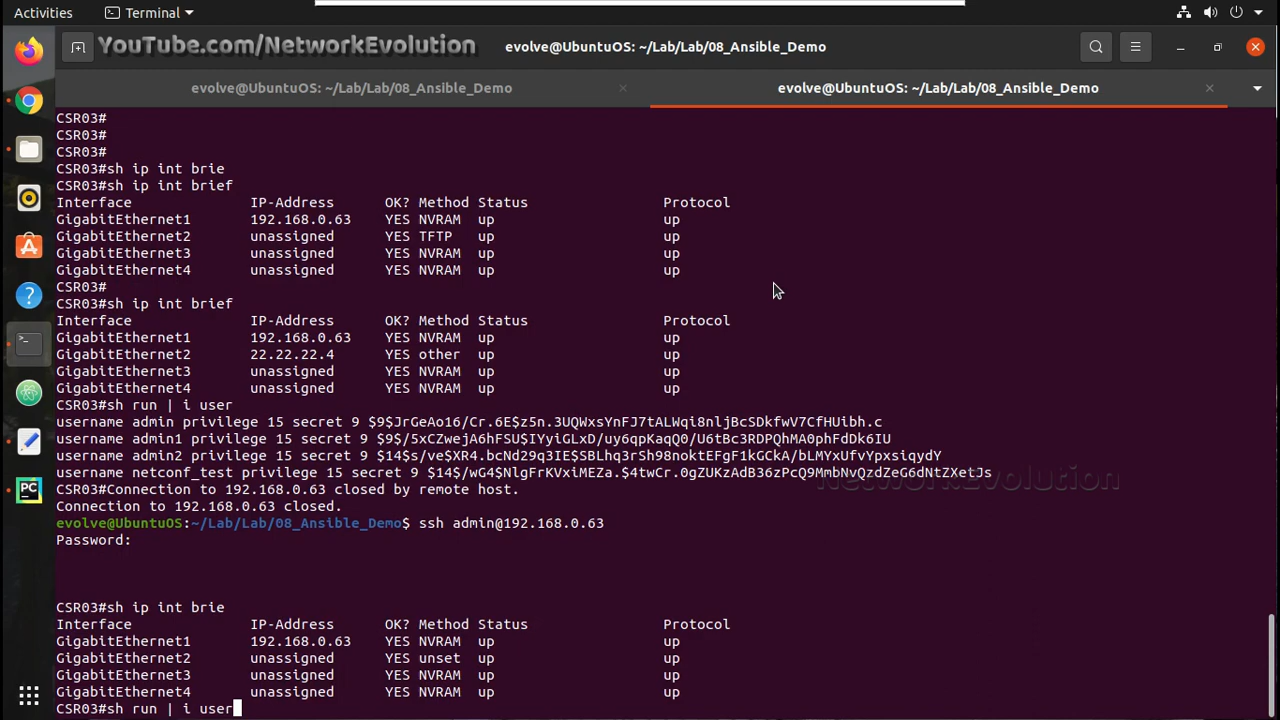 Activities
Terminal
YouTube.com/NetworkEvolution
evolve@UbuntuOS: ~/Lab/Lab/08_Ansible_Demo
evolve@UbuntuOS: ~/Lab/Lab/08_Ansible_Demo
evolve@UbuntuOS: ~/Lab/Lab/08_Ansible_Demo
CSR03#
CSR03#
CSR03#
CSR03#sh ip int brie
CSR03#sh ip int brief
Interface IP-Address OK? Method Status Protocol
GigabitEthernet1 192.168.0.63 YES NVRAM up up
GigabitEthernet2 unassigned YES TFTP up up
GigabitEthernet3 unassigned YES NVRAM up up
GigabitEthernet4 unassigned YES NVRAM up up
CSR03#
CSR03#sh ip int brief
Interface IP-Address OK? Method Status Protocol
GigabitEthernet1 192.168.0.63 YES NVRAM up up
GigabitEthernet2 22.22.22.4 YES other up up
GigabitEthernet3 unassigned YES NVRAM up up
GigabitEthernet4 unassigned YES NVRAM up up
CSR03#sh run | i user
username admin privilege 15 secret 9 $9$JrGeAo16/Cr.6E$z5n.3UQWxsYnFJ7tALWqi8nljBcSDkfwV7CfHUibh.c
username admin1 privilege 15 secret 9 $9$/5xCZwejA6hFSU$IYyiGLxD/uy6qpKaqQ0/U6tBc3RDPQhMA0phFdDk6IU
username admin2 privilege 15 secret 9 $14$s/ve$XR4.bcNd29q3IE$SBLhq3rSh98noktEFgF1kGCkA/bLMYxUfvYpxsiqydY
username netconf_test privilege 15 secret 9 $14$/wG4$NlgFrKVxiMEZa.$4twCr.0gZUKzAdB36zPcQ9MmbNvQzdZeG6dNtZXetJs
CSR03#Connection to 192.168.0.63 closed by remote host.
NetworkEvolution
Connection to 192.168.0.63 closed.
evolve@UbuntuOS:~/Lab/Lab/08_Ansible_Demo$ ssh admin@192.168.0.63
Password:
CSR03#sh ip int brie
Interface IP-Address OK? Method Status Protocol
GigabitEthernet1 192.168.0.63 YES NVRAM up up
GigabitEthernet2 unassigned YES unset up up
GigabitEthernet3 unassigned YES NVRAM up up
GigabitEthernet4 unassigned YES NVRAM up up
CSR03#sh run | i user